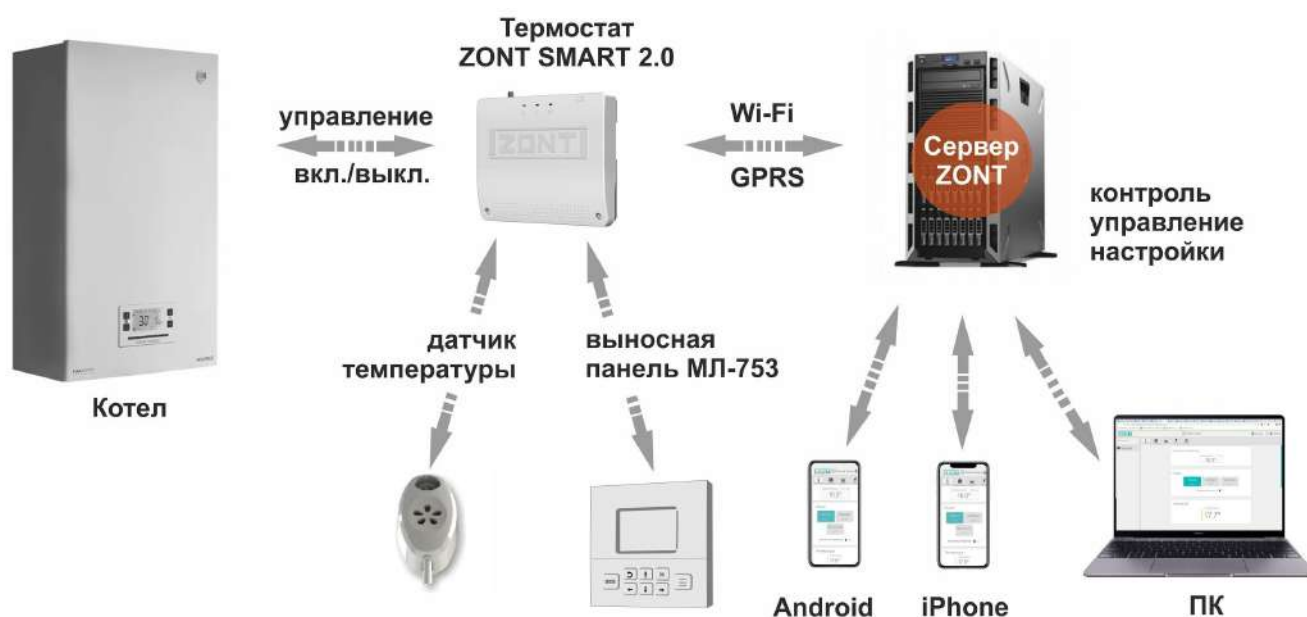 Термостат
ZONT SMART 2.0
управление
вкл./выкл.
ZONT
Wi-Fi
GPRS
Сервер
ZONT
контроль
управление
настройки
датчик
температуры
выносная
панель МЛ-753
Котел
Android
iPhone
ПК